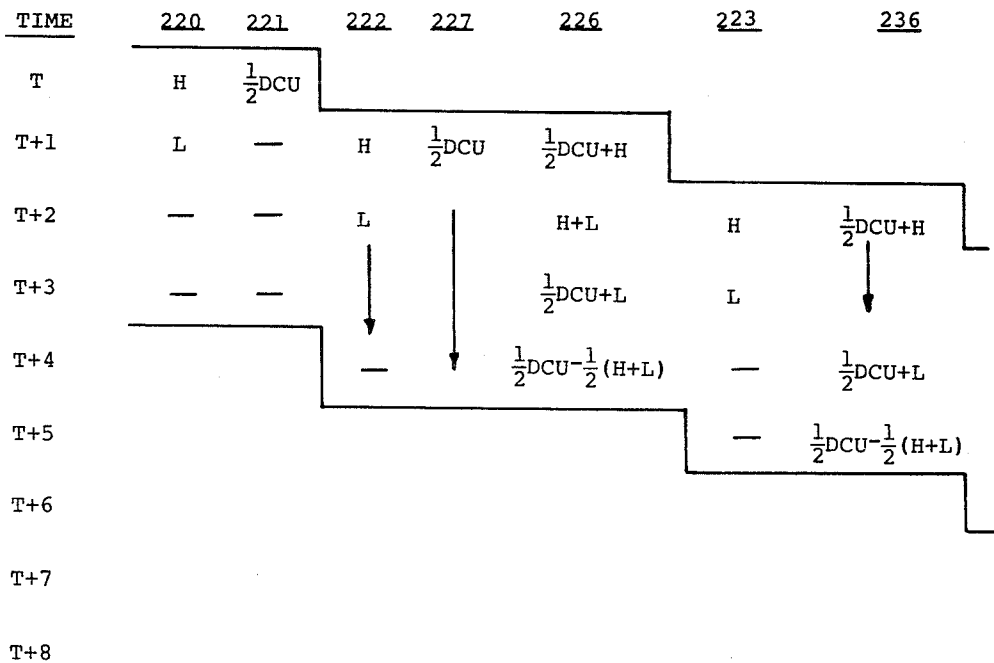 TIME 220 221 222 227 226 223 236
T H ½DCU
T+1 L — H ½DCU ½DCU+H
T+2 — — L H+L H ½DCU+H
T+3 — — ½DCU+L L
T+4 — ½DCU-½(H+L) — ½DCU+L
T+5 — ½DCU-½(H+L)
T+6
T+7
T+8